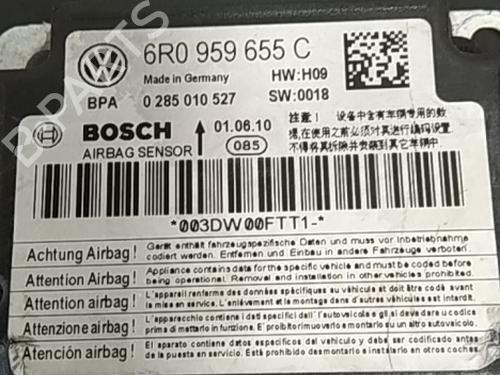 6R0 959 655 C
Made in Germany
HW:H09
BPA
0 285 010 527
SW:0018
BOSCH
01.06.10
AIRBAG SENSOR
085
注意! 设备中含有车辆专用的数
据,在使用之前必须对其进行编码设置.
不得将其拆除并安装到其它车辆中.
*003DW00FTT1-*
Achtung Airbag!
Gerät enthält fahrzeugspezifische Daten und muss vor Inbetriebnahme
codiert werden. Entfernen und Einbau in andere Fahrzeuge verboten.
Attention Airbag!
Appliance contains data for the specific vehicle and must be coded before
being operational. Removal and installation in other vehicles prohibited.
Attention airbag!
L'appareil renferme des données spécifiques au véhicule et doit être codé avant
la mise en service. L'enlèvement et le montage dans d'autres véhicules est interdit.
Attenzione airbag!
L'apparecchio contiene dati specifici dell'autoveicolo e gli si deve dare il codice
prima di metterlo in funzione. E'proibito rimuoverlo e montarlo su un altro autoveicolo.
Atención airbag!
El aparato contiene datos específicos del vehículo y debe ser codificado antes
de la puesta en servicio. Prohibido desmontarlo e instalarlo en otros coches.